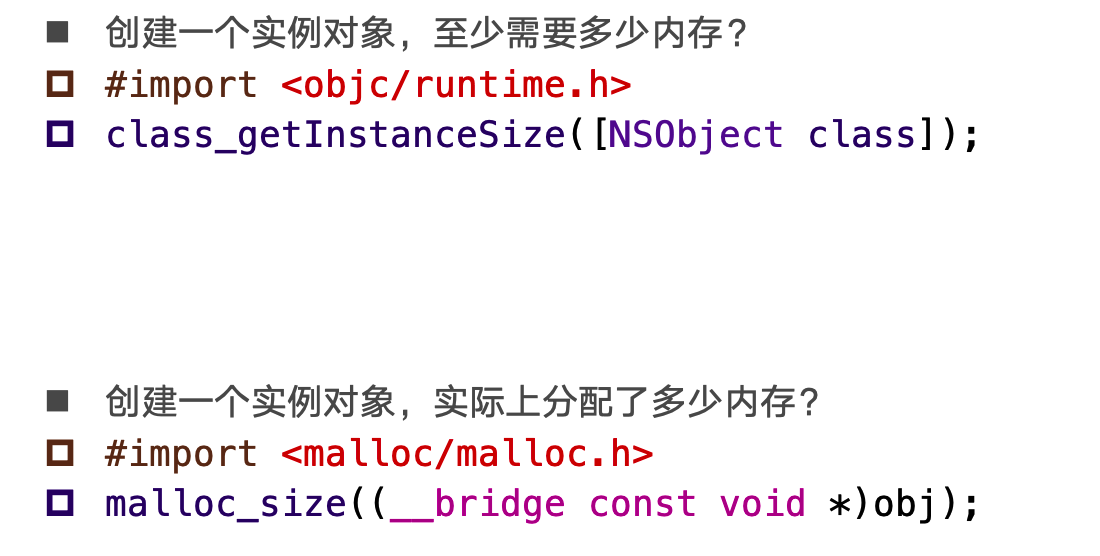 创建一个实例对象，至少需要多少内存？
#import <objc/runtime.h>
class_getInstanceSize([NSObject class]);
创建一个实例对象，实际上分配了多少内存？
#import <malloc/malloc.h>
malloc_size((__bridge const void *)obj);